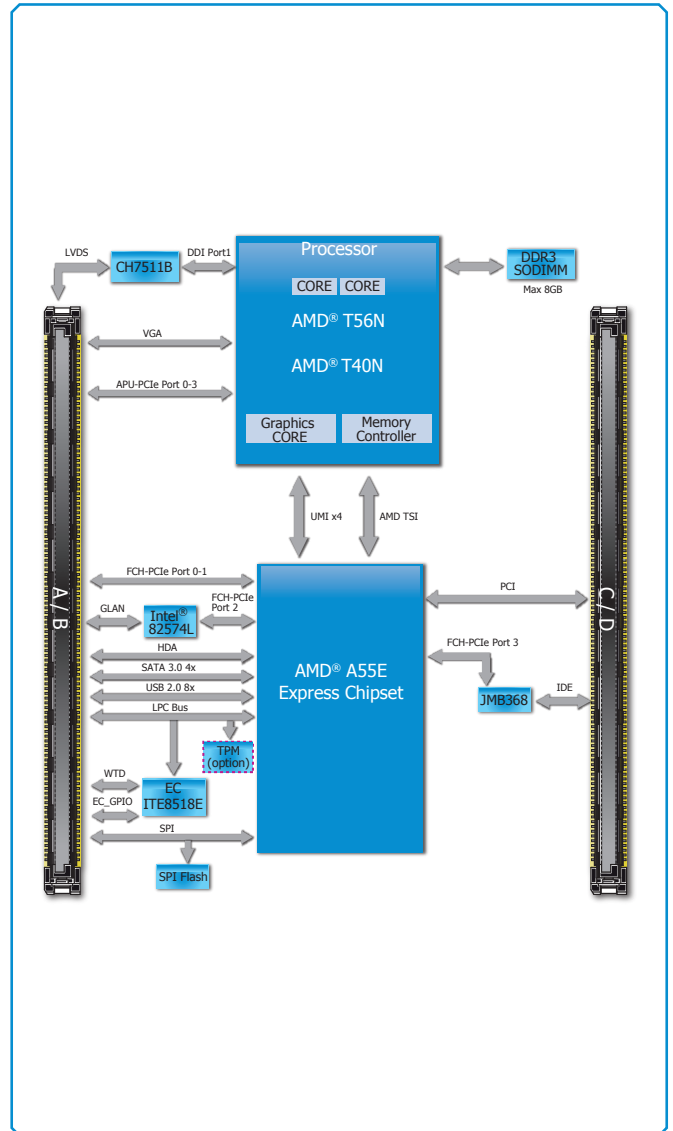 Processor
LVDS
CH7511B
DDI Port1
DDR3
SODIMM
Max 8GB
CORE
CORE
AMD® T56N
AMD® T40N
VGA
APU-PCIe Port 0-3
Graphics
CORE
Memory
Controller
UMI x4
AMD TSI
A / B
C / D
FCH-PCIe Port 0-1
GLAN
Intel®
82574L
FCH-PCIe
Port 2
HDA
SATA 3.0 4x
USB 2.0 8x
LPC Bus
AMD® A55E
Express Chipset
PCI
FCH-PCIe Port 3
JMB368
IDE
TPM
(option)
WTD
EC_GPIO
EC
ITE8518E
SPI
SPI Flash